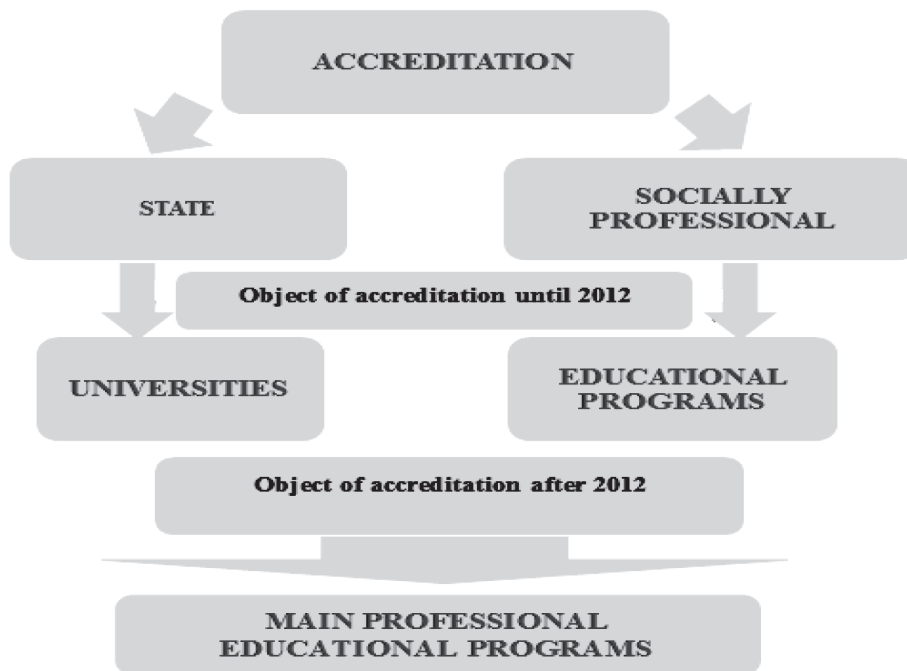 ACCREDITATION
STATE
SOCIALLY
PROFESSIONAL
Object of accreditation until 2012
UNIVERSITIES
EDUCATIONAL
PROGRAMS
Object of accreditation after 2012
MAIN PROFESSIONAL
EDUCATIONAL PROGRAMS